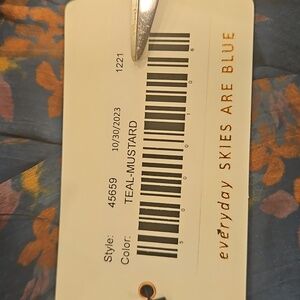 Style: 45659 10/30/2023 1221
Color: TEAL-MUSTARD
everyday SKIES ARE BLUE